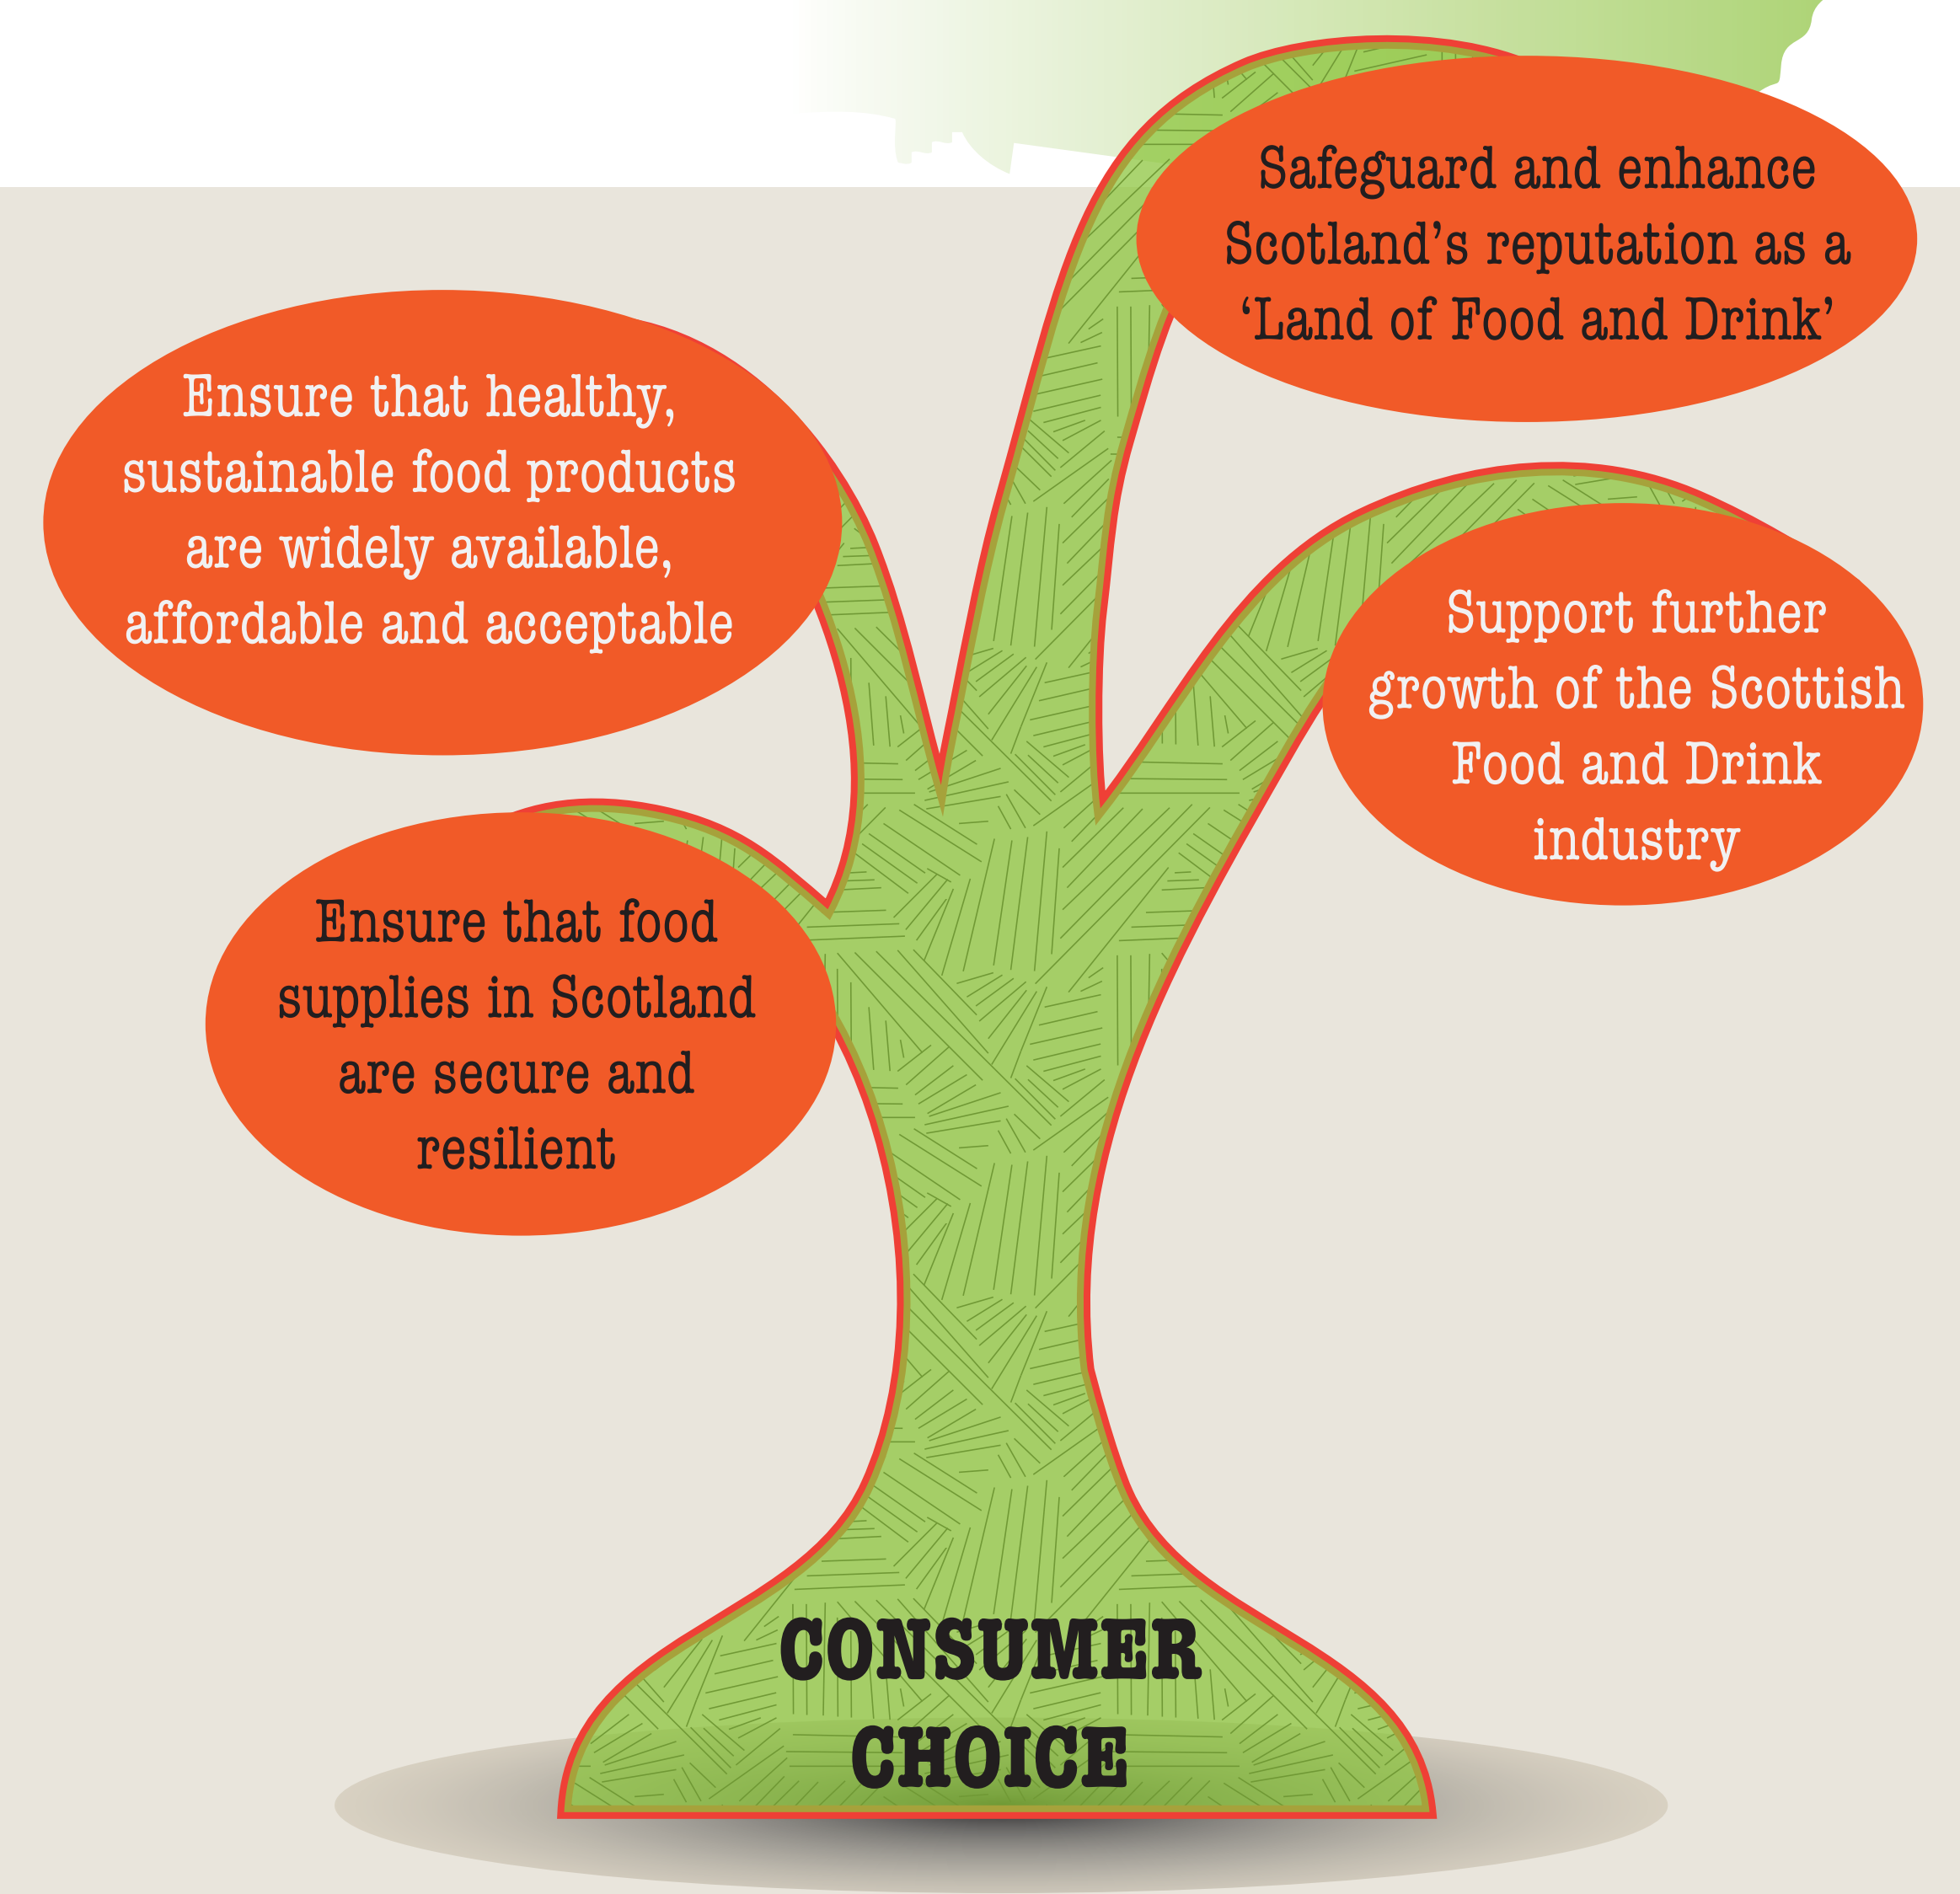 Safeguard and enhance
Scotland’s reputation as a
‘Land of Food and Drink’
Ensure that healthy,
sustainable food products
are widely available,
affordable and acceptable
Support further
growth of the Scottish
Food and Drink
industry
Ensure that food
supplies in Scotland
are secure and
resilient
CONSUMER
CHOICE